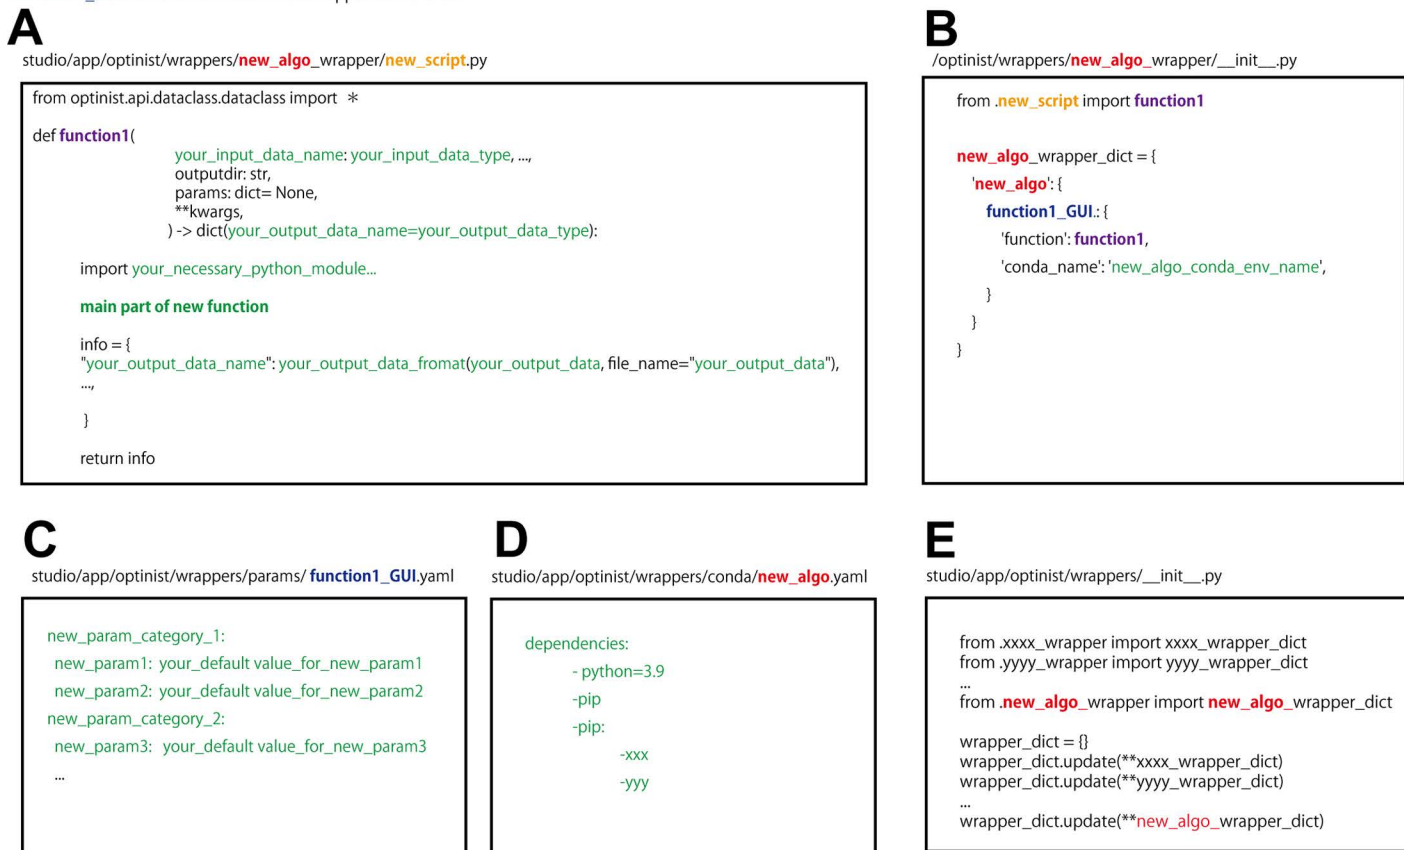 A
studio/app/optinist/wrappers/new_algo_wrapper/new_script.py
from optinist.api.dataclass.dataclass import *
def function1(
your_input_data_name: your_input_data_type, ...,
outputdir: str,
params: dict= None,
**kwargs,
) -> dict(your_output_data_name=your_output_data_type):
import your_necessary_python_module...
main part of new function
info = {
"your_output_data_name": your_output_data_fromat(your_output_data, file_name="your_output_data"),
...,
}
return info
B
/optinist/wrappers/new_algo_wrapper/__init__.py
from .new_script import function1
new_algo_wrapper_dict = {
'new_algo': {
function1_GUI.: {
'function': function1,
'conda_name': 'new_algo_conda_env_name',
}
}
}
C
studio/app/optinist/wrappers/params/ function1_GUI.yaml
new_param_category_1:
new_param1: your_default value_for_new_param1
new_param2: your_default value_for_new_param2
new_param_category_2:
new_param3: your_default value_for_new_param3
...
D
studio/app/optinist/wrappers/conda/new_algo.yaml
dependencies:
- python=3.9
-pip
-pip:
-xxx
-yyy
E
studio/app/optinist/wrappers/__init__.py
from .xxxx_wrapper import xxxx_wrapper_dict
from .yyyy_wrapper import yyyy_wrapper_dict
...
from .new_algo_wrapper import new_algo_wrapper_dict
wrapper_dict = {}
wrapper_dict.update(**xxxx_wrapper_dict)
wrapper_dict.update(**yyyy_wrapper_dict)
...
wrapper_dict.update(**new_algo_wrapper_dict)